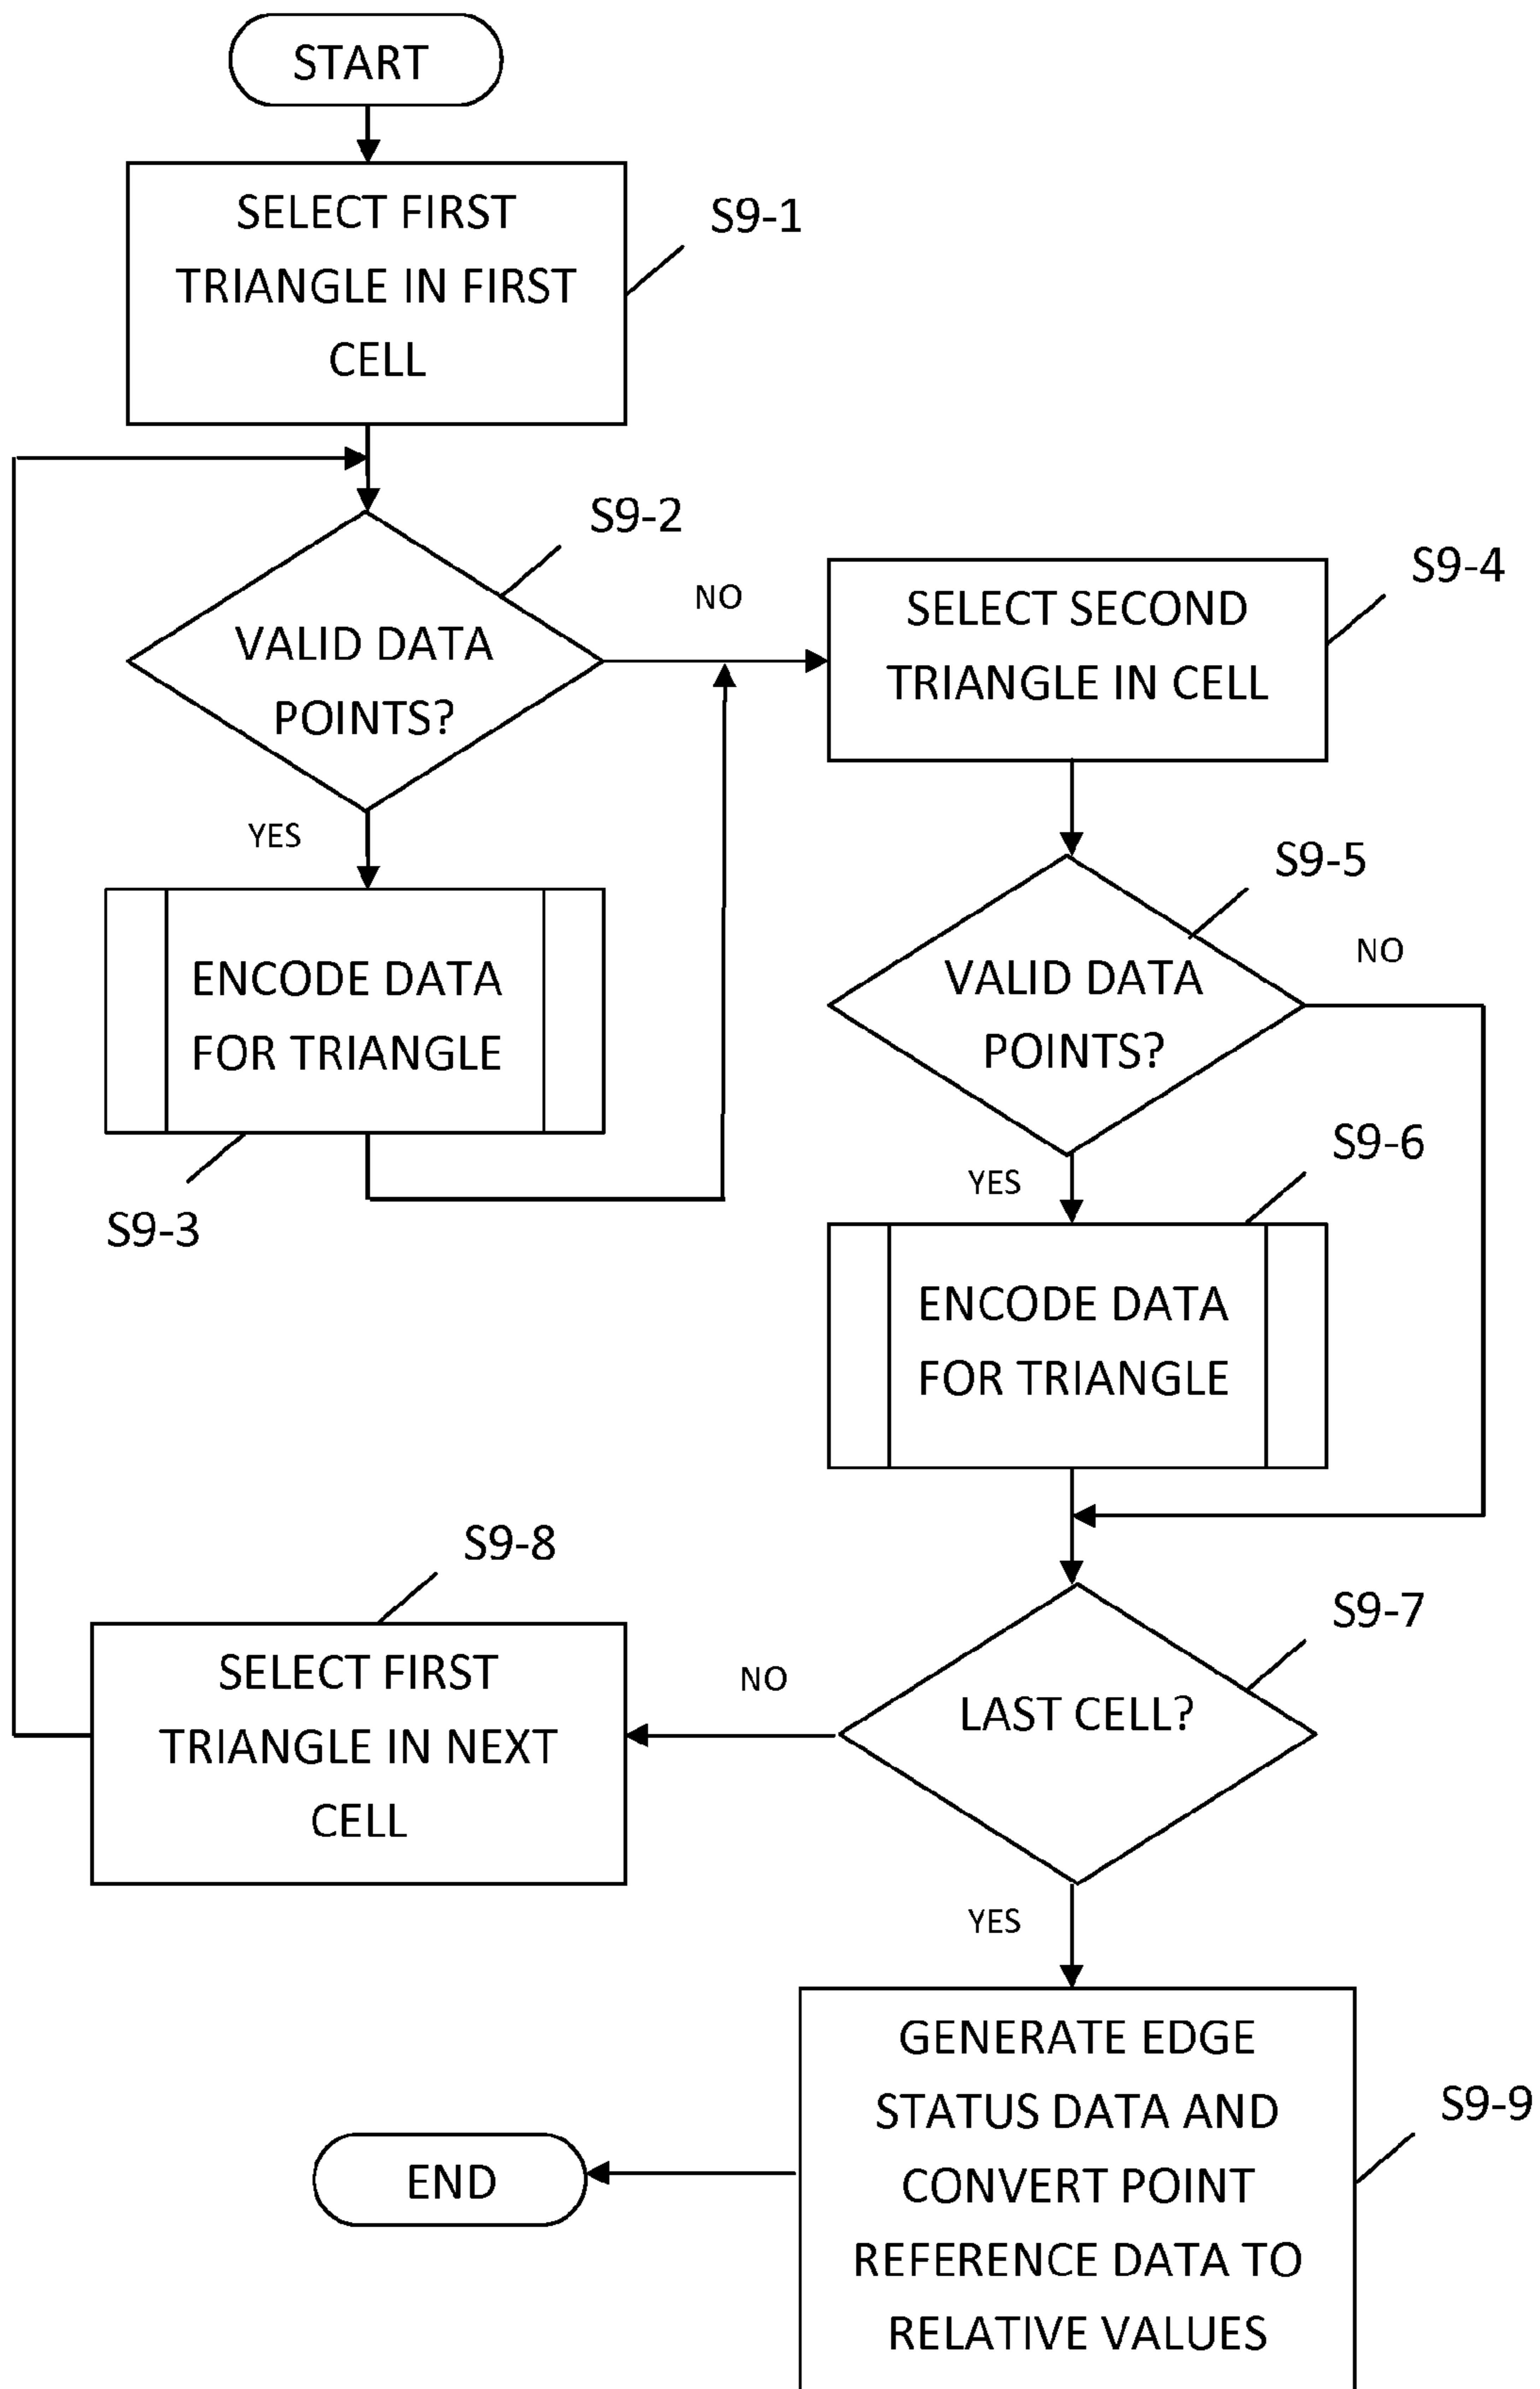 START
SELECT FIRST
TRIANGLE IN FIRST
CELL
S9-1
VALID DATA
POINTS?
S9-2
NO
YES
ENCODE DATA
FOR TRIANGLE
S9-3
SELECT SECOND
TRIANGLE IN CELL
S9-4
VALID DATA
POINTS?
S9-5
NO
YES
ENCODE DATA
FOR TRIANGLE
S9-6
LAST CELL?
S9-7
NO
YES
SELECT FIRST
TRIANGLE IN NEXT
CELL
S9-8
GENERATE EDGE
STATUS DATA AND
CONVERT POINT
REFERENCE DATA TO
RELATIVE VALUES
S9-9
END